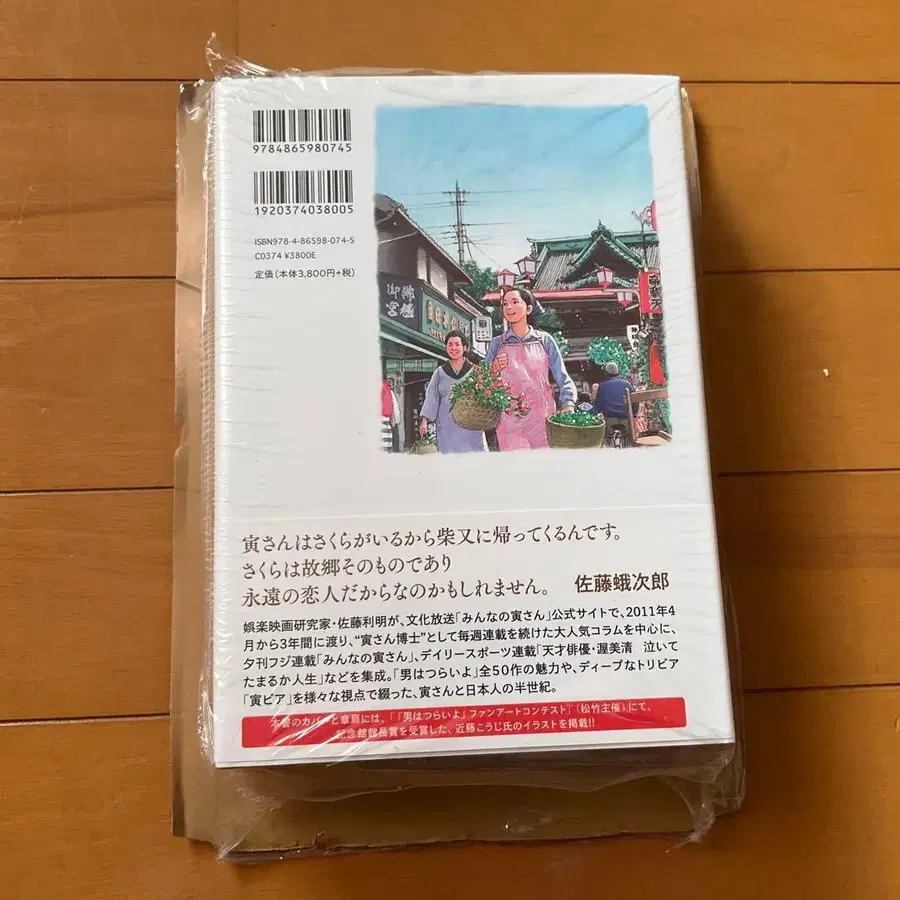 9784865980745
1920374038005
ISBN978-4-86598-074-5
C0374 ¥3800E
定価(本体3,800円+税)
寅さんはさくらがいるから柴又に帰ってくるんです。
さくらは故郷そのものであり
永遠の恋人だからなのかもしれません。 佐藤蛾次郎
娯楽映画研究家・佐藤利明が、文化放送「みんなの寅さん」公式サイトで、2011年4
月から3年間に渡り、“寅さん博士”として毎週連載を続けた大人気コラムを中心に、
夕刊フジ連載「みんなの寅さん」、デイリースポーツ連載「天才俳優・渥美清 泣いて
たまるか人生」などを集成。「男はつらいよ」全50作の魅力や、ディープなトリビア
「寅ビア」を様々な視点で綴った、寅さんと日本人の半世紀。
本書のカバーと章扉には、「『男はつらいよ』ファンアートコンテスト」(松竹主催)にて、
記念館館長賞を受賞した、近藤こうじ氏のイラストを掲載!!